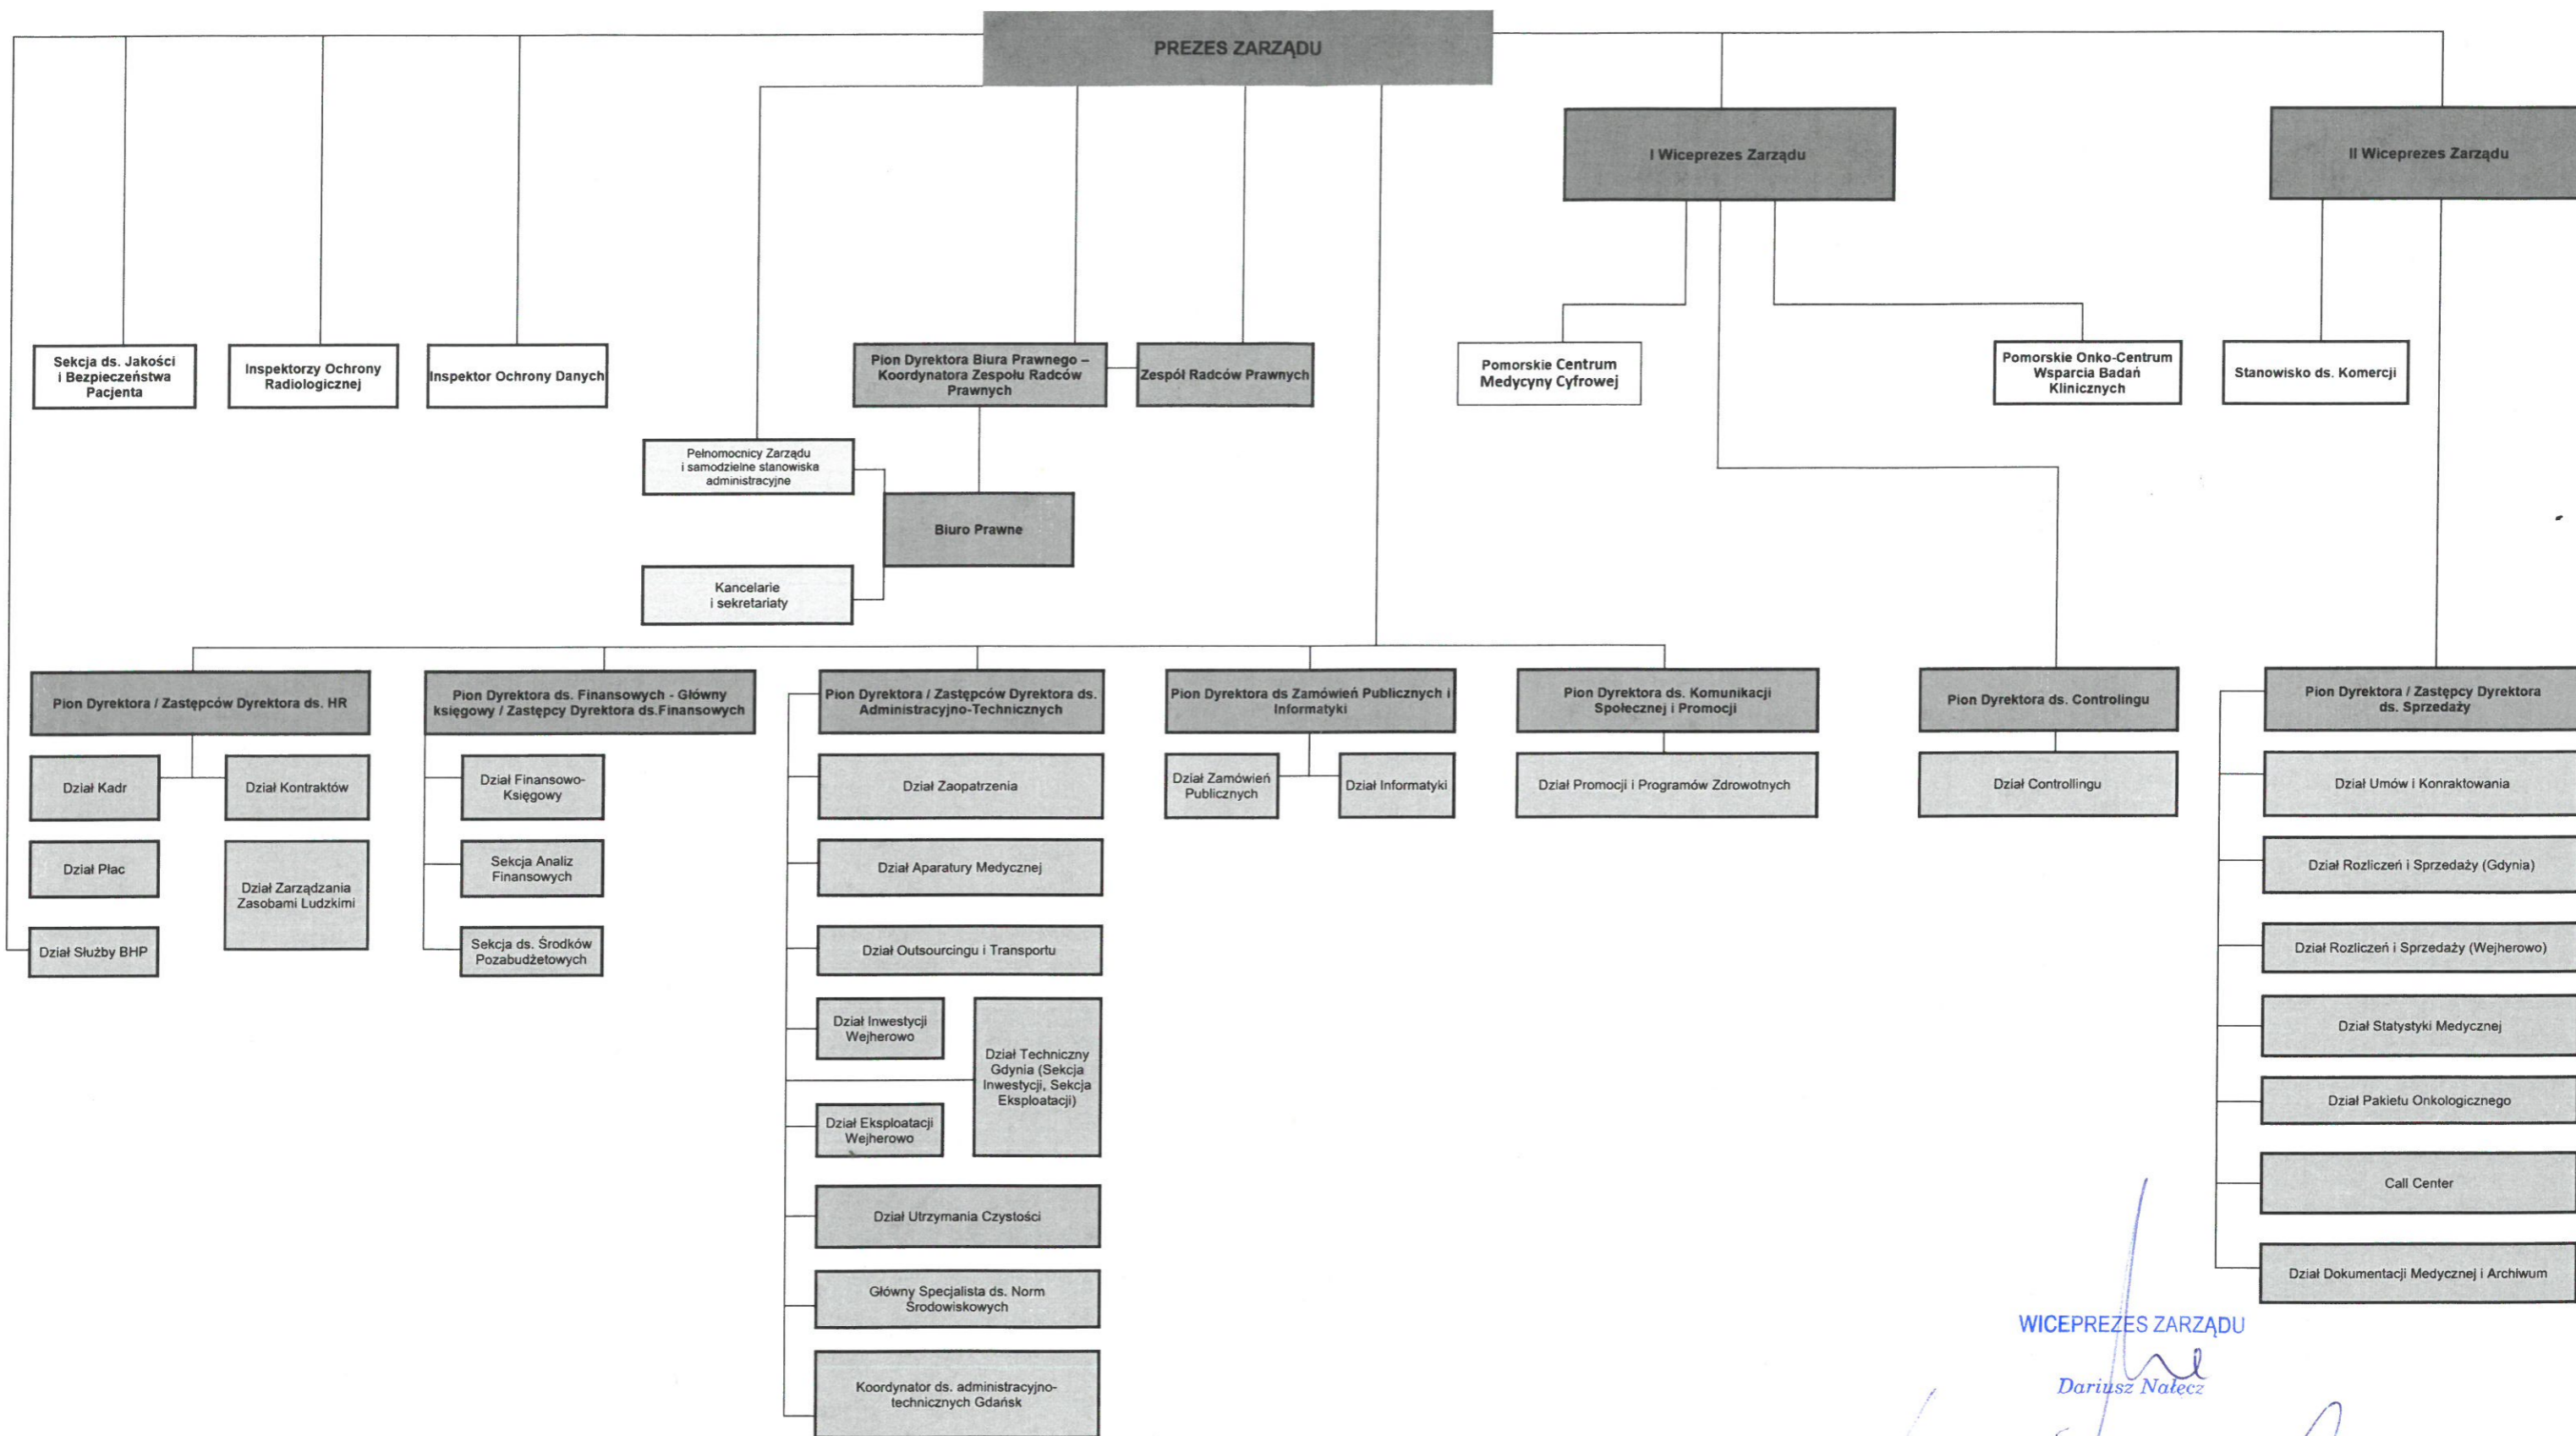 PREZES ZARZĄDU
I Wiceprezes Zarządu
II Wiceprezes Zarządu
Sekcja ds. Jakości
i Bezpieczeństwa
Pacjenta
Inspektorzy Ochrony
Radiologicznej
Inspektor Ochrony Danych
Pion Dyrektora Biura Prawnego –
Koordynatora Zespołu Radców
Prawnych
Zespół Radców Prawnych
Pomorskie Centrum
Medycyny Cyfrowej
Pomorskie Onko-Centrum
Wsparcia Badań
Klinicznych
Stanowisko ds. Komercji
Pełnomocnicy Zarządu
i samodzielne stanowiska
administracyjne
Biuro Prawne
Kancelarie
i sekretariaty
Pion Dyrektora / Zastępców Dyrektora ds. HR
Pion Dyrektora ds. Finansowych - Główny
księgowy / Zastępcy Dyrektora ds.Finansowych
Pion Dyrektora / Zastępców Dyrektora ds.
Administracyjno-Technicznych
Pion Dyrektora ds Zamówień Publicznych i
Informatyki
Pion Dyrektora ds. Komunikacji
Społecznej i Promocji
Pion Dyrektora ds. Controlingu
Pion Dyrektora / Zastępcy Dyrektora
ds. Sprzedaży
Dział Kadr
Dział Kontraktów
Dział Płac
Dział Zarządzania
Zasobami Ludzkimi
Dział Służby BHP
Dział Finansowo-
Księgowy
Sekcja Analiz
Finansowych
Sekcja ds. Środków
Pozabudżetowych
Dział Zaopatrzenia
Dział Aparatury Medycznej
Dział Outsourcingu i Transportu
Dział Inwestycji
Wejherowo
Dział Techniczny
Gdynia (Sekcja
Inwestycji, Sekcja
Eksploatacji)
Dział Eksploatacji
Wejherowo
Dział Utrzymania Czystości
Główny Specjalista ds. Norm
Środowiskowych
Koordynator ds. administracyjno-
technicznych Gdańsk
Dział Zamówień
Publicznych
Dział Informatyki
Dział Promocji i Programów Zdrowotnych
Dział Controllingu
Dział Umów i Konraktowania
Dział Rozliczeń i Sprzedaży (Gdynia)
Dział Rozliczeń i Sprzedaży (Wejherowo)
Dział Statystyki Medycznej
Dział Pakietu Onkologicznego
Call Center
Dział Dokumentacji Medycznej i Archiwum
WICEPREZES ZARZĄDU
Dariusz Nałęcz